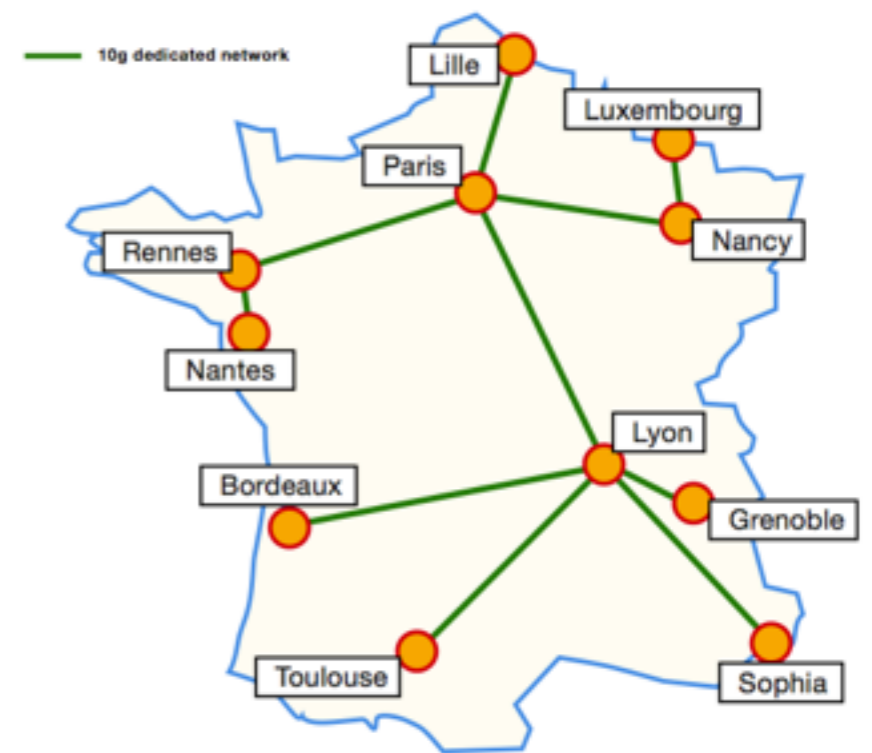 10g dedicated network
Lille
Luxembourg
Paris
Nancy
Rennes
Nantes
Lyon
Bordeaux
Grenoble
Toulouse
Sophia